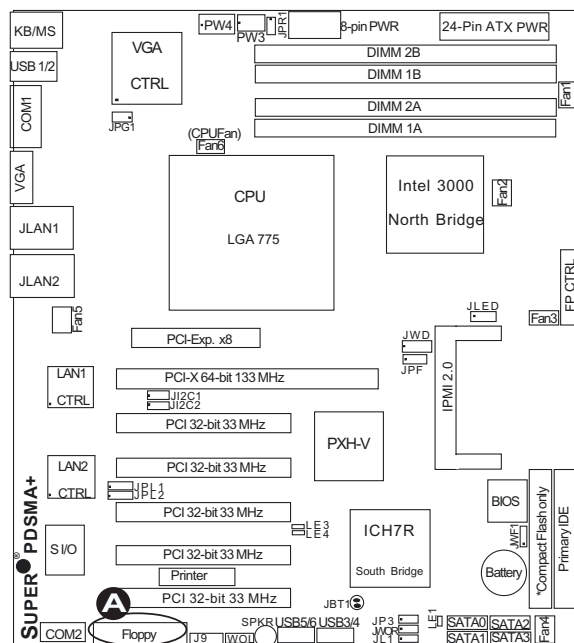 KB/MS
USB 1/2
COM1
VGA
JLAN1
JLAN2
VGA
CTRL
JPG1
PW4
PW3
JPR1
8-pin PWR
24-Pin ATX PWR
DIMM 2B
DIMM 1B
DIMM 2A
DIMM 1A
Fan1
(CPUFan)
Fan6
CPU
LGA 775
Intel 3000
North Bridge
Fan2
FP CTRL
Fan5
JLED
Fan3
PCI-Exp. x8
JWD
JPF
IPMI 2.0
LAN1
CTRL
PCI-X 64-bit 133 MHz
JI2C1
JI2C2
PCI 32-bit 33 MHz
PXH-V
LAN2
CTRL
PCI 32-bit 33 MHz
JPL1
JPL2
PCI 32-bit 33 MHz
LE3
LE4
BIOS
JWF1
*Compact Flash only
Primary IDE
SUPER® PDSMA+
S I/O
PCI 32-bit 33 MHz
ICH7R
South Bridge
Battery
Printer
PCI 32-bit 33 MHz
JBT1
A
COM2
Floppy
J9
WOL
SPKR
USB5/6
USB3/4
JP3
JWOR
JL1
LE1
SATA0
SATA1
SATA2
SATA3
Fan4